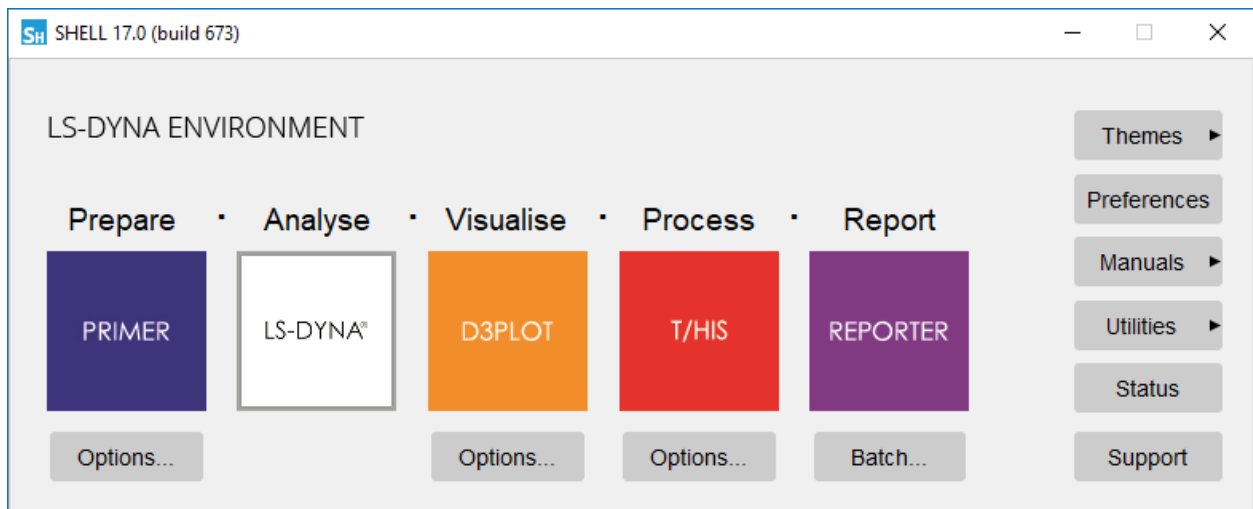 SH SHELL 17.0 (build 673)
LS-DYNA ENVIRONMENT
Prepare · Analyse · Visualise · Process · Report
PRIMER LS-DYNA® D3PLOT T/HIS REPORTER
Options... Options... Options... Batch...
Themes
Preferences
Manuals
Utilities
Status
Support